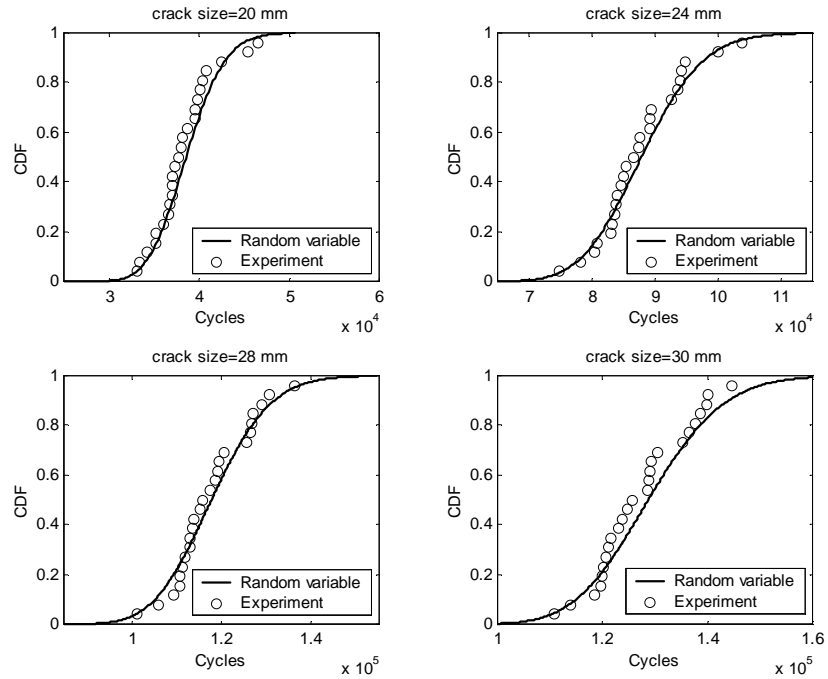 crack size=20 mm
1
0.8
0.6
0.4
0.2
0
CDF
Random variable
Experiment
3 4 5 6
Cycles
x 10^4
crack size=24 mm
1
0.8
0.6
0.4
0.2
0
CDF
Random variable
Experiment
7 8 9 10 11
Cycles
x 10^4
crack size=28 mm
1
0.8
0.6
0.4
0.2
0
CDF
Random variable
Experiment
1 1.2 1.4
Cycles
x 10^5
crack size=30 mm
1
0.8
0.6
0.4
0.2
0
CDF
Random variable
Experiment
1 1.2 1.4 1.6
Cycles
x 10^5